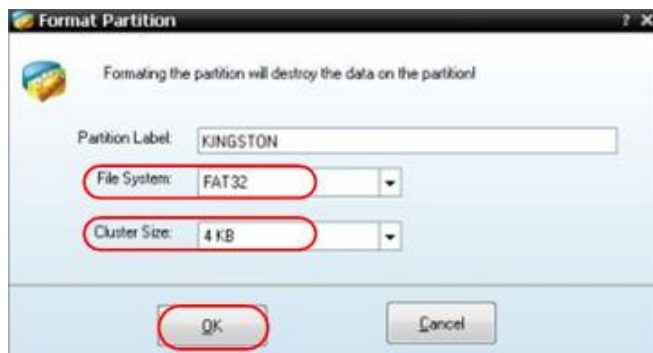 Format Partition ? X
Formating the partition will destroy the data on the partition!
Partition Label: KINGSTON
File System: FAT32
Cluster Size: 4 KB
OK Cancel